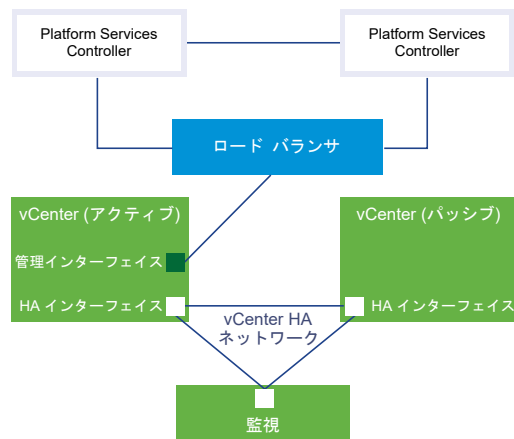 Platform Services
Controller
Platform Services
Controller
ロード バランサ
vCenter (アクティブ)
vCenter (パッシブ)
管理インターフェイス
HA インターフェイス
HA インターフェイス
vCenter HA
ネットワーク
監視